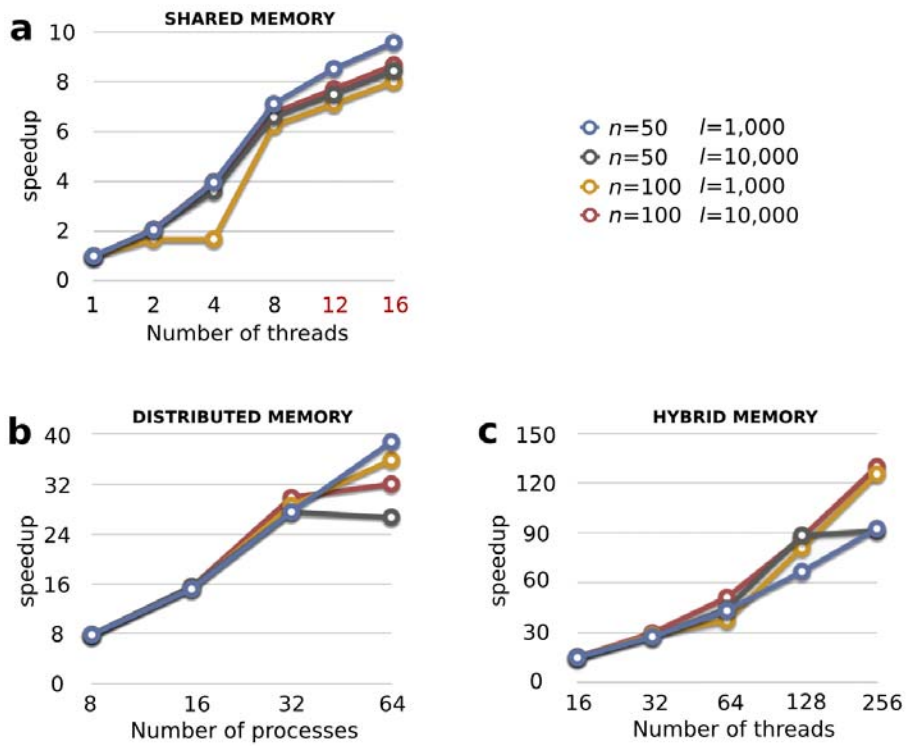 a
SHARED MEMORY
10
8
6
4
2
0
speedup
1 2 4 8 12 16
Number of threads
n=50 l=1,000
n=50 l=10,000
n=100 l=1,000
n=100 l=10,000
b
DISTRIBUTED MEMORY
40
32
24
16
8
0
speedup
8 16 32 64
Number of processes
c
HYBRID MEMORY
150
120
90
60
30
0
speedup
16 32 64 128 256
Number of threads